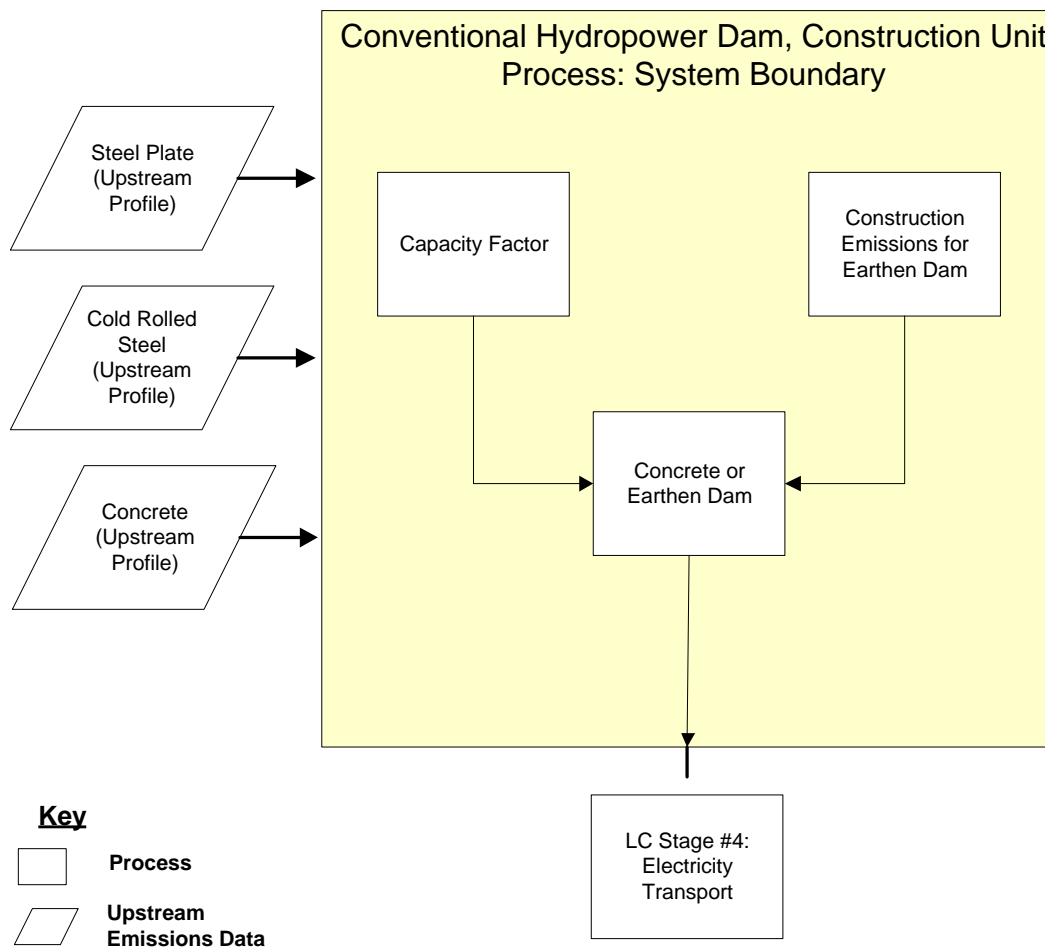 Conventional Hydropower Dam, Construction Unit
Process: System Boundary
Steel Plate
(Upstream
Profile)
Capacity Factor
Construction
Emissions for
Earthen Dam
Cold Rolled
Steel
(Upstream
Profile)
Concrete or
Earthen Dam
Concrete
(Upstream
Profile)
LC Stage #4:
Electricity
Transport
Key
Process
Upstream
Emissions Data